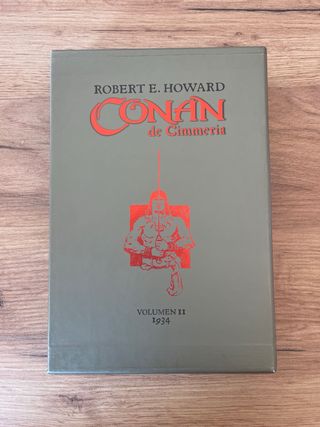 ROBERT E. HOWARD
CONAN
de Cimmeria
VOLUMEN II
1934